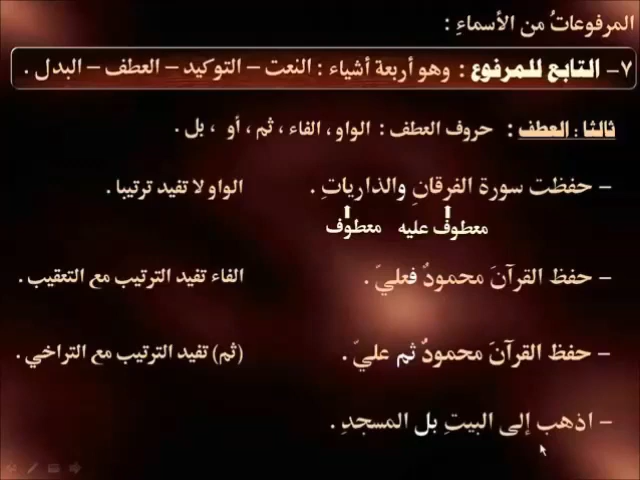 المرفوعاتُ من الأسماءِ :
٧– التابع للمرفوع : وهو أربعة أشياء : النعت – التوكيد – العطف – البدل .
ثالثا : العطف : حروف العطف : الواو ، الفاء ، ثم ، أو ، بل .
– حفظت سورة الفرقانِ والذارياتِ . الواو لا تفيد ترتيبا .
معطوف عليه معطوف
– حفظ القرآنَ محمودٌ فعليّ . الفاء تفيد الترتيب مع التعقيب .
– حفظ القرآنَ محمودٌ ثم عليّ . (ثم) تفيد الترتيب مع التراخي .
– اذهب إلى البيتِ بل المسجدِ .